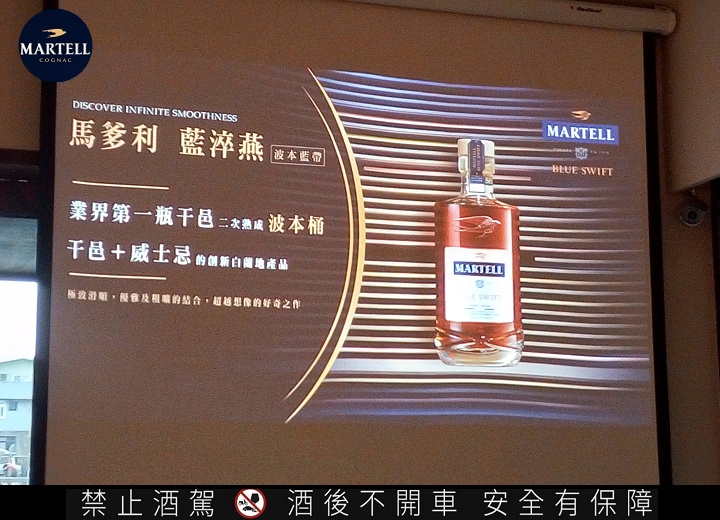 MARTELL
COGNAC
DISCOVER INFINITE SMOOTHNESS
馬爹利 藍淬燕 波本藍帶
業界第一瓶干邑二次熟成 波本桶
干邑+威士忌的創新白蘭地產品
極致滑順,優雅及粗曠的結合,超越想像的好奇之作
MARTELL
BLUE SWIFT
MARTELL
BLUE SWIFT
禁止酒駕 酒後不開車 安全有保障